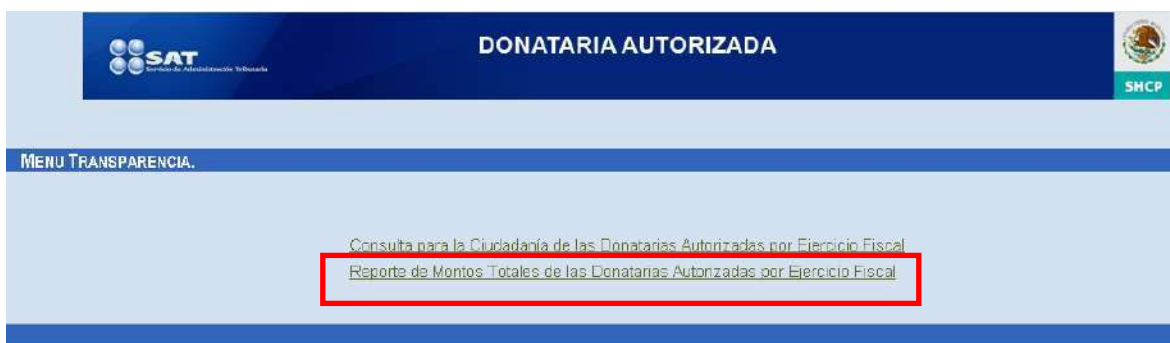 SAT
Servicio de Administración Tributaria
DONATARIA AUTORIZADA
SHCP
MENU TRANSPARENCIA.
Consulta para la Ciudadanía de las Donatarias Autorizadas por Ejercicio Fiscal
Reporte de Montos Totales de las Donatarias Autorizadas por Ejercicio Fiscal